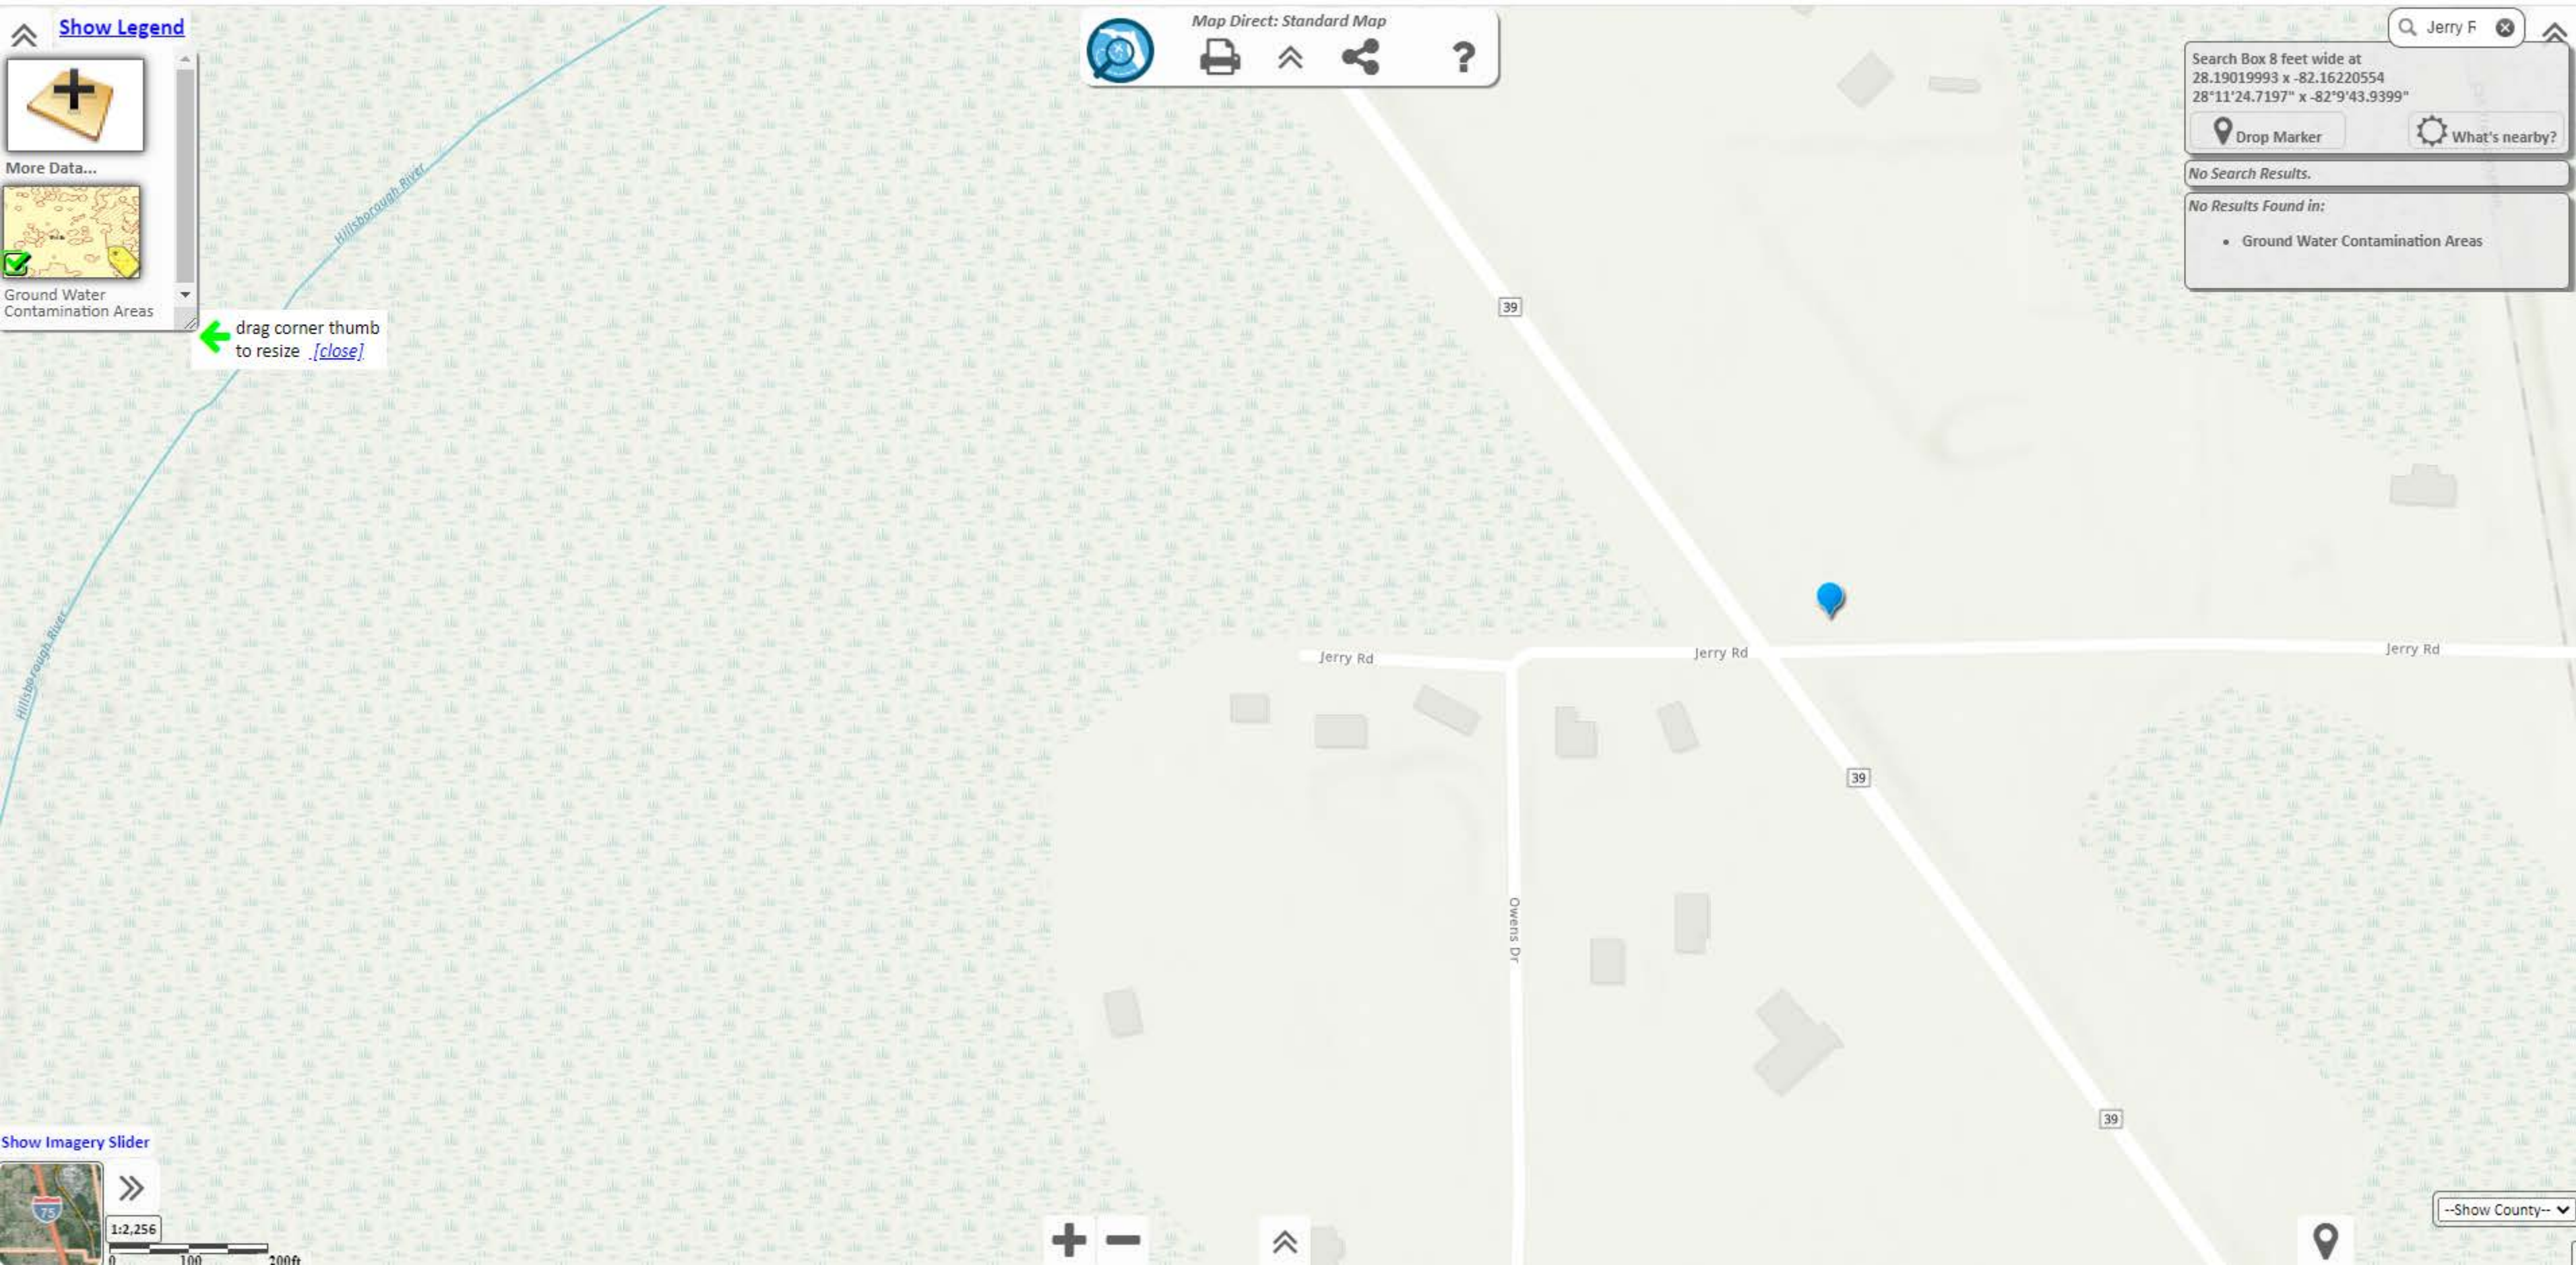 Show Legend
More Data...
Ground Water
Contamination Areas
drag corner thumb
to resize [close]
Map Direct: Standard Map
?
Jerry R
Search Box 8 feet wide at
28.19019993 x -82.16220554
28°11'24.7197" x -82°9'43.9399"
Drop Marker
What's nearby?
No Search Results.
No Results Found in:
• Ground Water Contamination Areas
Hillsborough River
39
Hillsborough River
Jerry Rd
Jerry Rd
Jerry Rd
39
Owens Dr
39
Show Imagery Slider
75
1:2,256
0 100 200ft
--Show County--